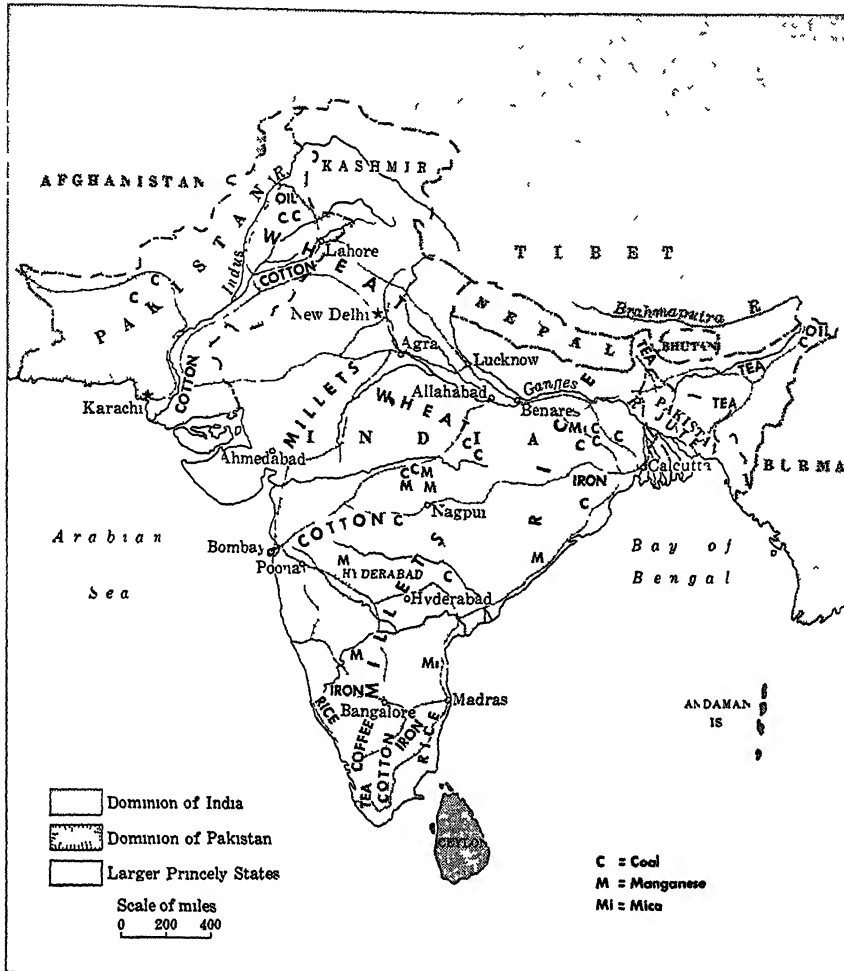 AFGHANISTAN
KASHMIR
PAKISTAN
Indus
R.
OIL
C C
WHEAT
Lahore
COTTON
C
C
TIBET
NEPAL
Brahmaputra R
BHUTAN
OIL
C
New Delhi
Agra
Lucknow
TEA
TEA
TEA
Karachi
COTTON
MILLETS
Allahabad
Ganges
Benares
WHEAT
PAKISTA
JUTE
INDIA
C
C
C
Mi
C
C
C
C
Ahmedabad
Calcutta
BURMA
C
C
M
M
M
IRON
COTTON
C
Nagpur
C
RICE
Arabian
Sea
Bombay
Poona
M
HYDERABAD
C
Hyderabad
MILLETS
M
Bay of
Bengal
M
Mi
IRON
RICE
Bangalore
Madras
COFFEE
IRON
COTTON
RICE
TEA
ANDAMAN
IS
CEYLON
Dominion of India
Dominion of Pakistan
Larger Princely States
Scale of miles
0 200 400
C = Coal
M = Manganese
Mi = Mica